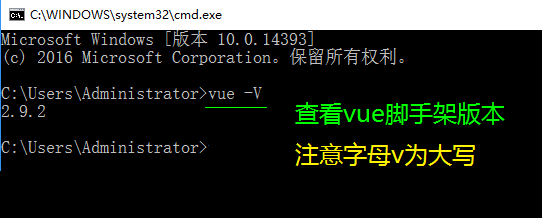 C:\WINDOWS\system32\cmd.exe
Microsoft Windows [版本 10.0.14393]
(c) 2016 Microsoft Corporation。保留所有权利。
C:\Users\Administrator>vue -V
2.9.2
查看vue脚手架版本
C:\Users\Administrator>
注意字母v为大写